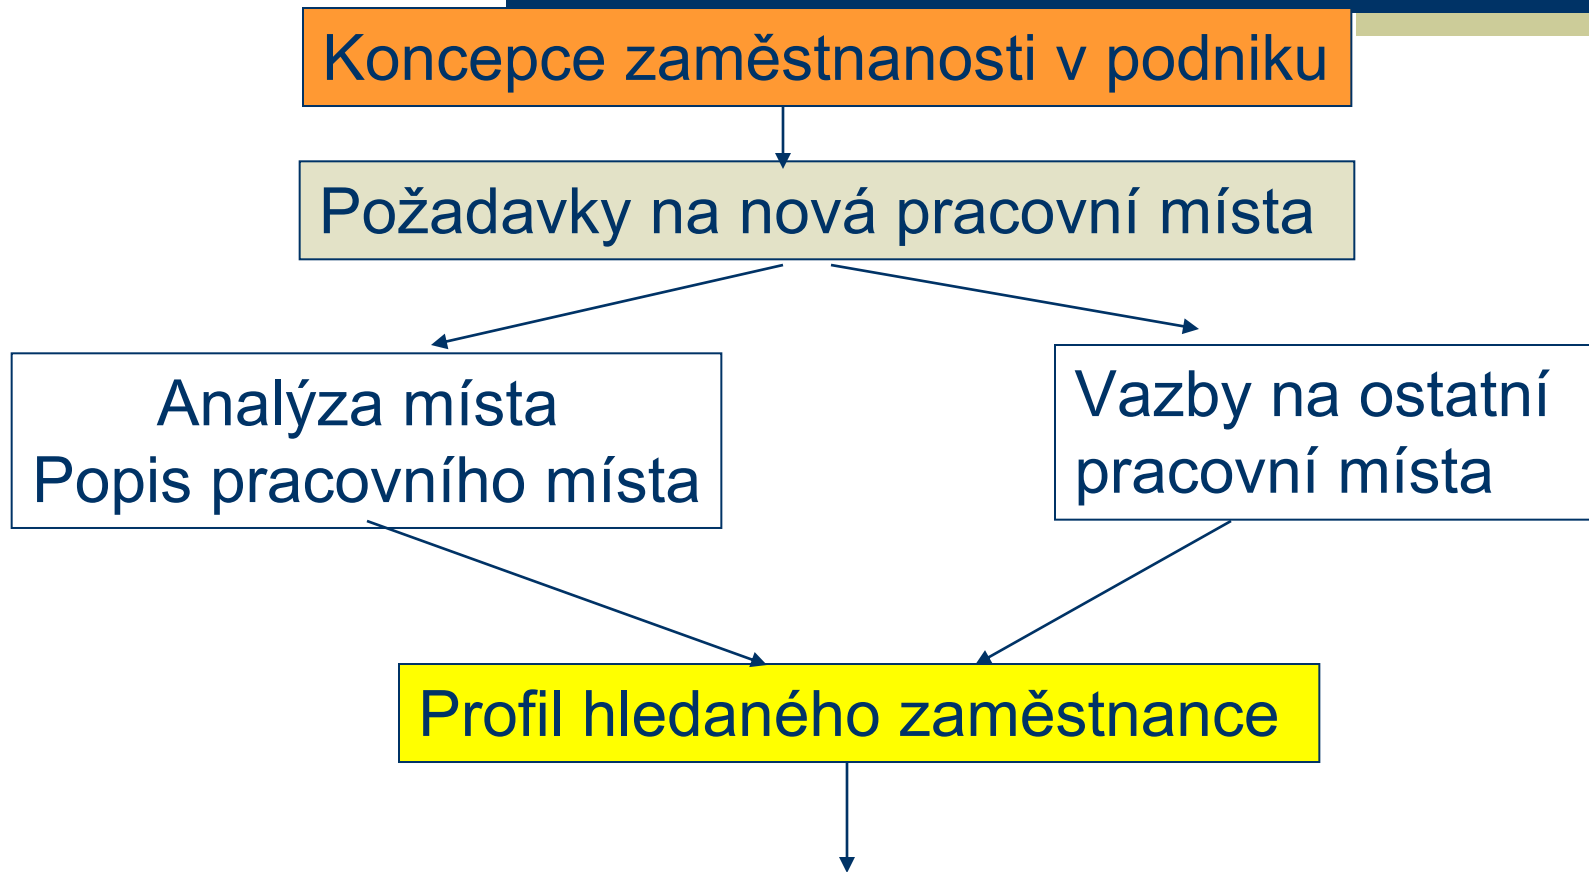 Koncepce zaměstnanosti v podniku
Požadavky na nová pracovní místa
Analýza místa
Popis pracovního místa
Vazby na ostatní
pracovní místa
Profil hledaného zaměstnance